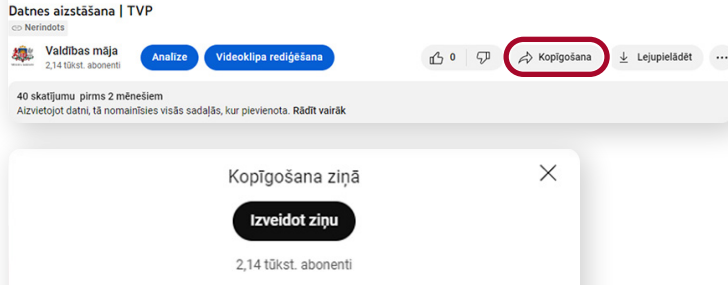 Datnes aizstāšana | TVP
Nerindots
Valdības māja
2,14 tūkst. abonenti
Analīze
Videoklipa rediģēšana
0
Kopīgošana
Lejupielādēt
40 skatījumu pirms 2 mēnešiem
Aizvietojot datni, tā nomainīsies visās sadaļās, kur pievienota. Rādīt vairāk
Kopīgošana ziņā
Izveidot ziņu
2,14 tūkst. abonenti